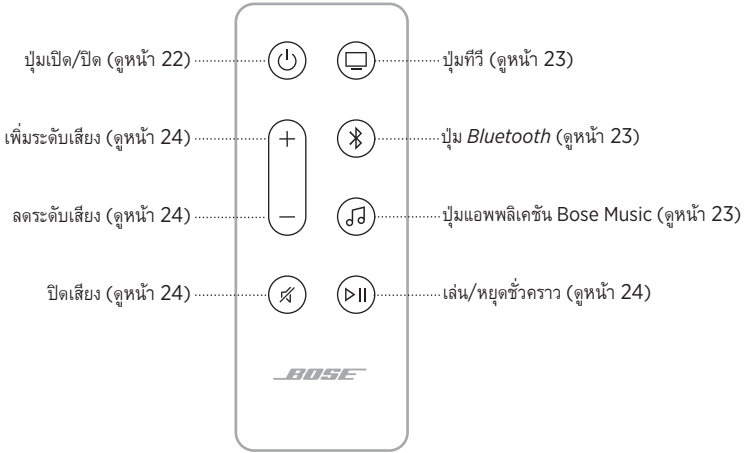 ปุ่มเปิด/ปิด (ดูหน้า 22)
ปุ่มทีวี (ดูหน้า 23)
เพิ่มระดับเสียง (ดูหน้า 24)
ปุ่ม Bluetooth (ดูหน้า 23)
ลดระดับเสียง (ดูหน้า 24)
ปุ่มแอพพลิเคชัน Bose Music (ดูหน้า 23)
ปิดเสียง (ดูหน้า 24)
เล่น/หยุดชั่วคราว (ดูหน้า 24)
BOSE